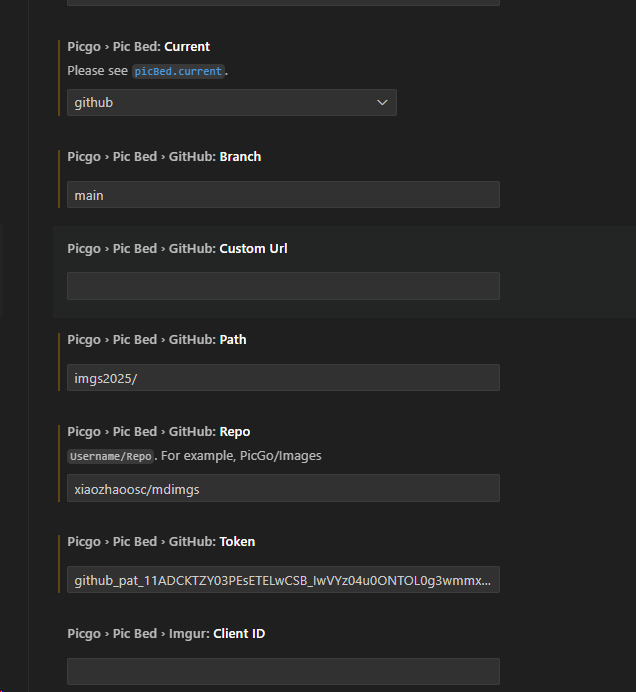 Picgo › Pic Bed: Current
Please see picBed.current.
github
Picgo › Pic Bed › GitHub: Branch
main
Picgo › Pic Bed › GitHub: Custom Url
Picgo › Pic Bed › GitHub: Path
imgs2025/
Picgo › Pic Bed › GitHub: Repo
Username/Repo. For example, PicGo/Images
xiaozhaoosc/mdimgs
Picgo › Pic Bed › GitHub: Token
github_pat_11ADCKTZY03PEsETELwCSB_IwVYz04u0ONTOL0g3wmmx...
Picgo › Pic Bed › Imgur: Client ID